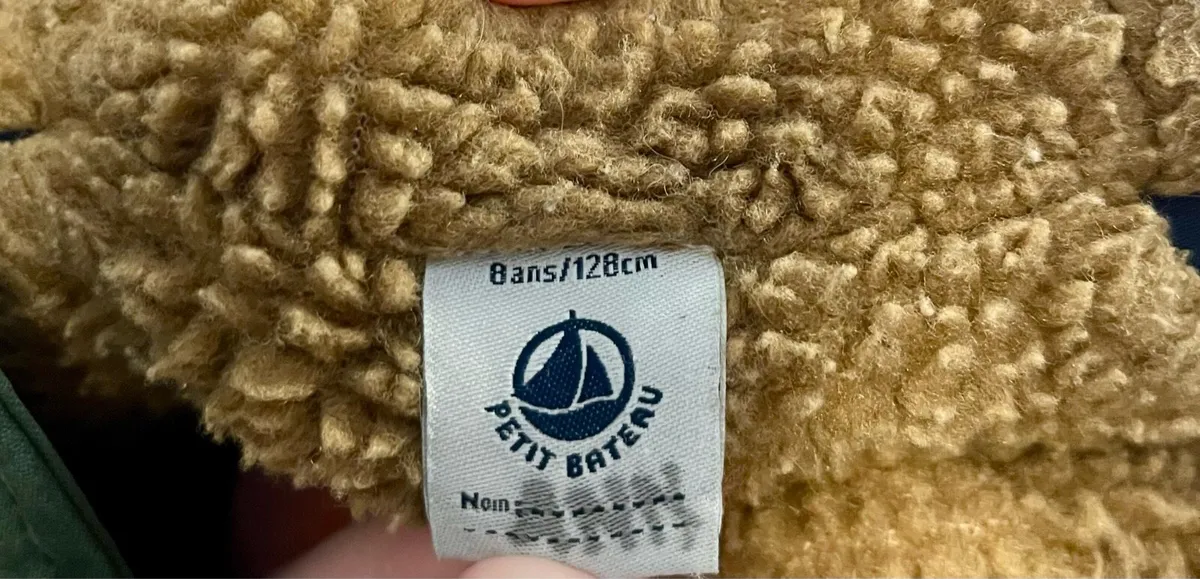 8ans/128cm
PETIT BATEAU
Nom